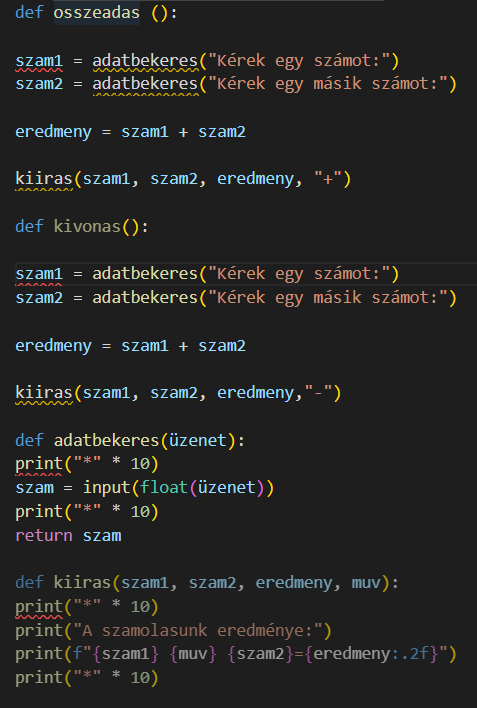 def osszeadas ():
szam1 = adatbekeres("Kérek egy számot:")
szam2 = adatbekeres("Kérek egy másik számot:")
eredmeny = szam1 + szam2
kiiras(szam1, szam2, eredmeny, "+")
def kivonas():
szam1 = adatbekeres("Kérek egy számot:")
szam2 = adatbekeres("Kérek egy másik számot:")
eredmeny = szam1 + szam2
kiiras(szam1, szam2, eredmeny,"-")
def adatbekeres(üzenet):
print("*" * 10)
szam = input(float(üzenet))
print("*" * 10)
return szam
def kiiras(szam1, szam2, eredmeny, muv):
print("*" * 10)
print("A szamolasunk eredménye:")
print(f"{szam1} {muv} {szam2}={eredmeny:.2f}")
print("*" * 10)